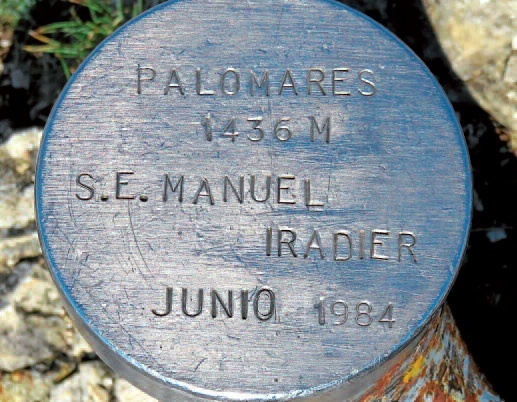 PALOMARES
1436 M
S.E. MANUEL
IRADIER
JUNIO 1984